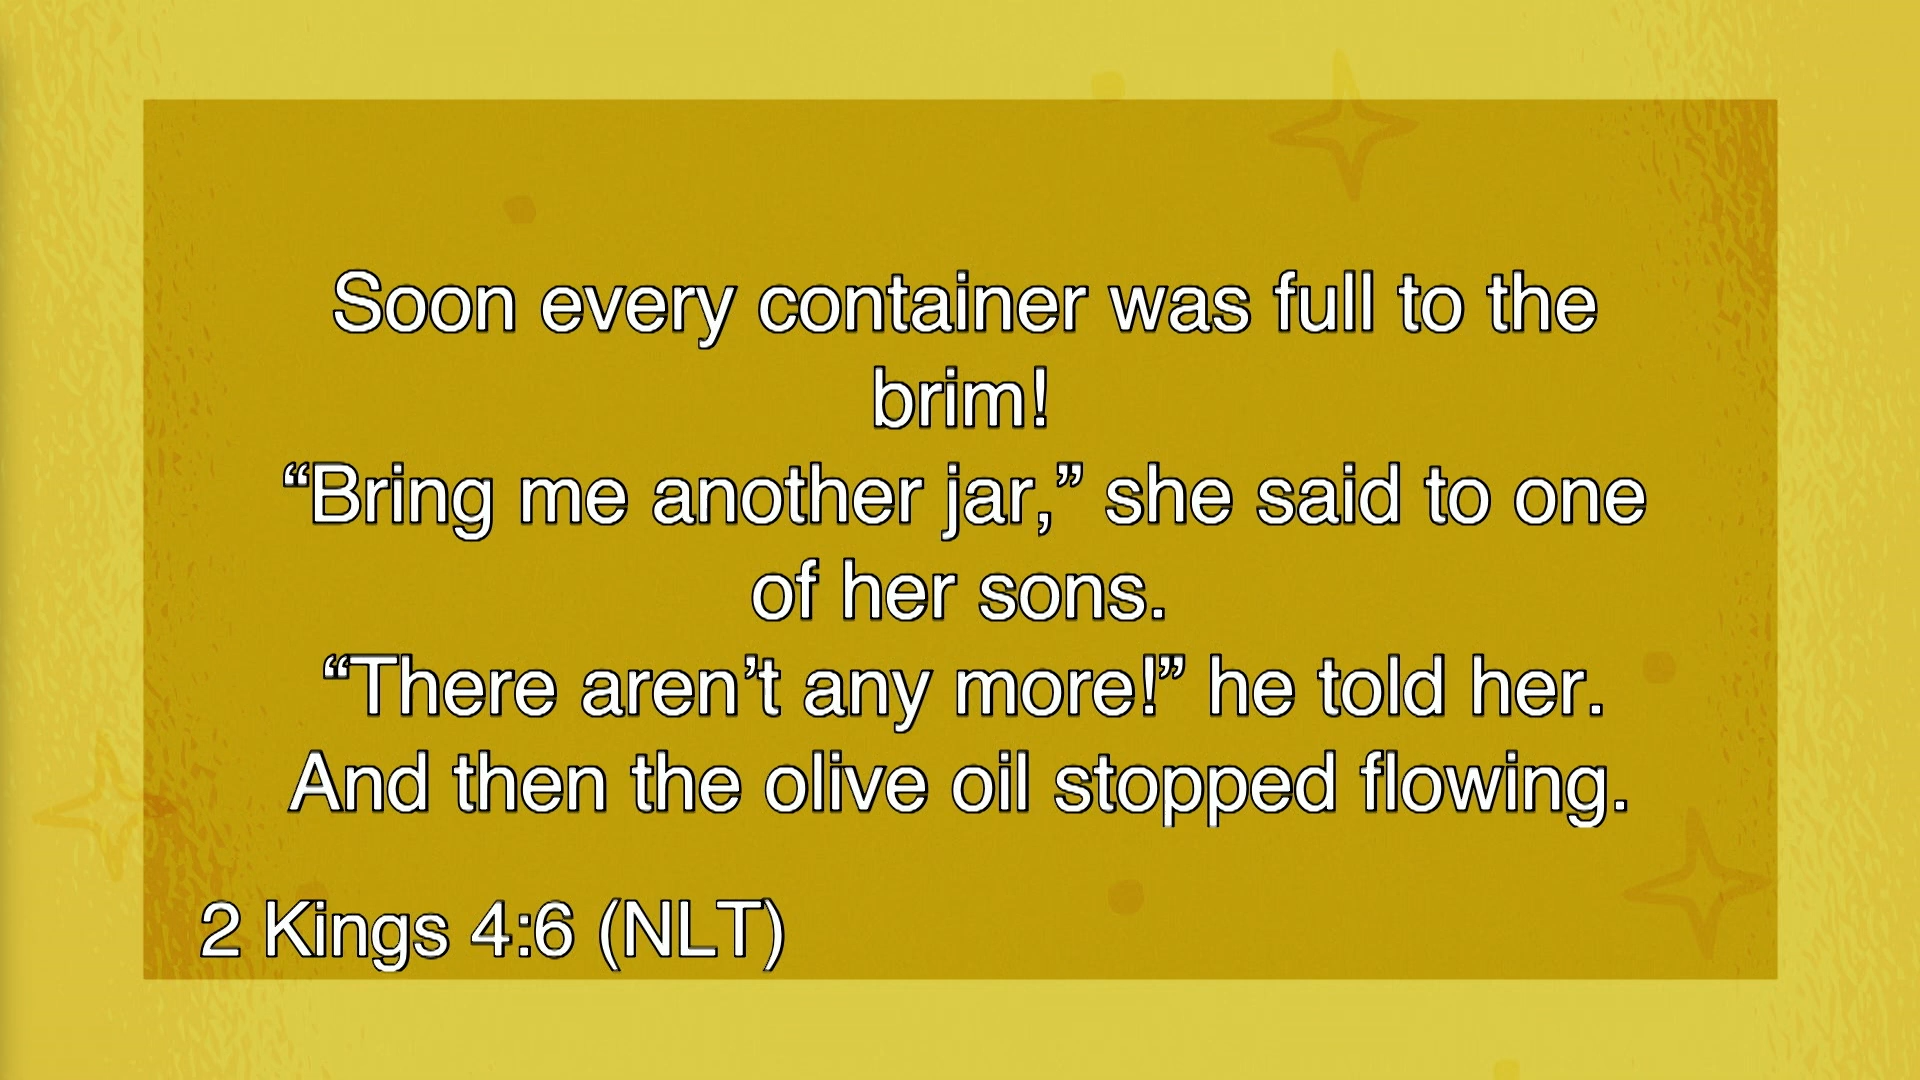 Soon every container was full to the
brim!
“Bring me another jar,” she said to one
of her sons.
“There aren’t any more!” he told her.
And then the olive oil stopped flowing.
2 Kings 4:6 (NLT)